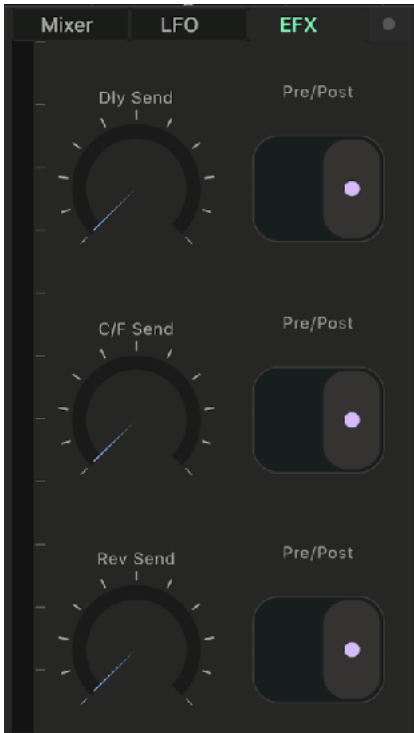 Mixer LFO EFX
Dly Send Pre/Post
C/F Send Pre/Post
Rev Send Pre/Post